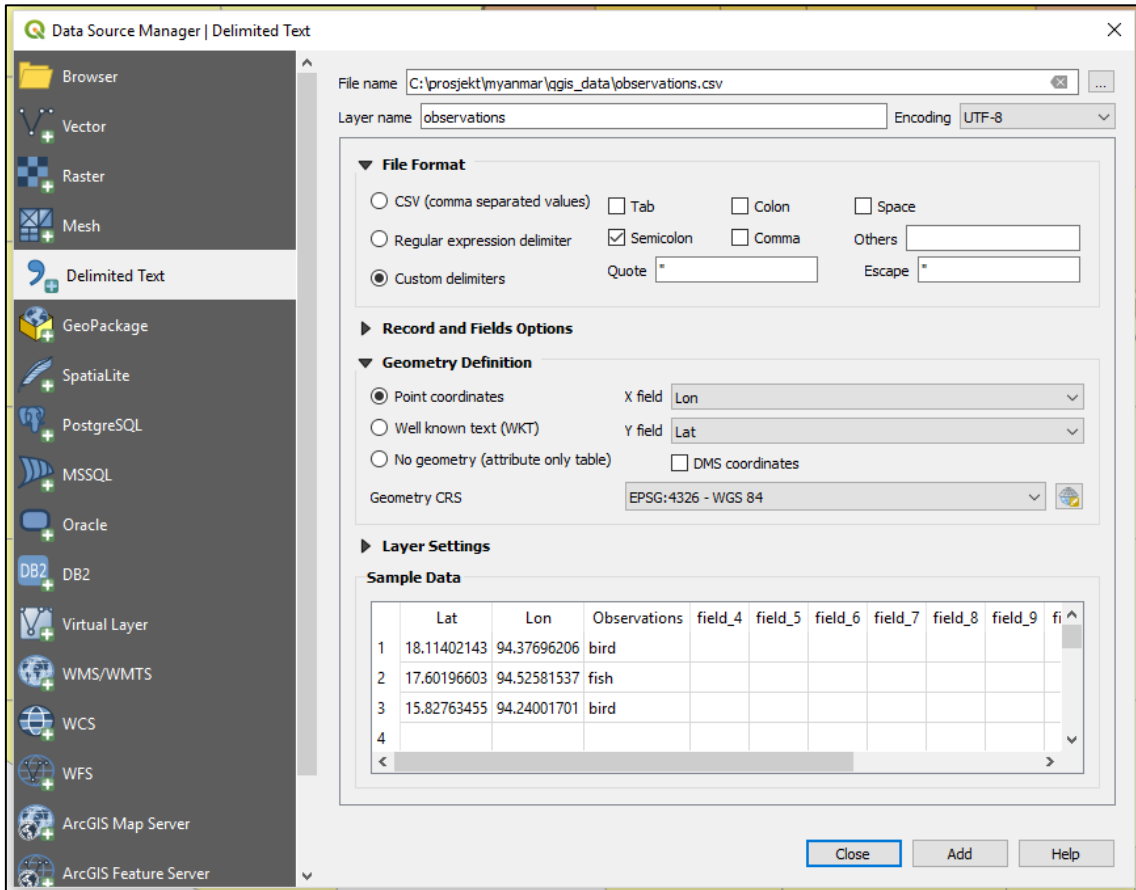 Data Source Manager | Delimited Text
Browser
Vector
Raster
Mesh
Delimited Text
GeoPackage
SpatiaLite
PostgreSQL
MSSQL
Oracle
DB2 DB2
Virtual Layer
WMS/WMTS
WCS
WFS
ArcGIS Map Server
ArcGIS Feature Server
File name C:\prosjekt\myanmar\qgis_data\observations.csv ...
Layer name observations Encoding UTF-8
File Format
CSV (comma separated values) Tab Colon Space
Regular expression delimiter Semicolon Comma Others
Custom delimiters Quote " Escape "
Record and Fields Options
Geometry Definition
Point coordinates X field Lon
Well known text (WKT) Y field Lat
No geometry (attribute only table) DMS coordinates
Geometry CRS EPSG:4326 - WGS 84
Layer Settings
Sample Data
Lat Lon Observations field_4 field_5 field_6 field_7 field_8 field_9 fi
1 18.11402143 94.37696206 bird
2 17.60196603 94.52581537 fish
3 15.82763455 94.24001701 bird
4
Close Add Help